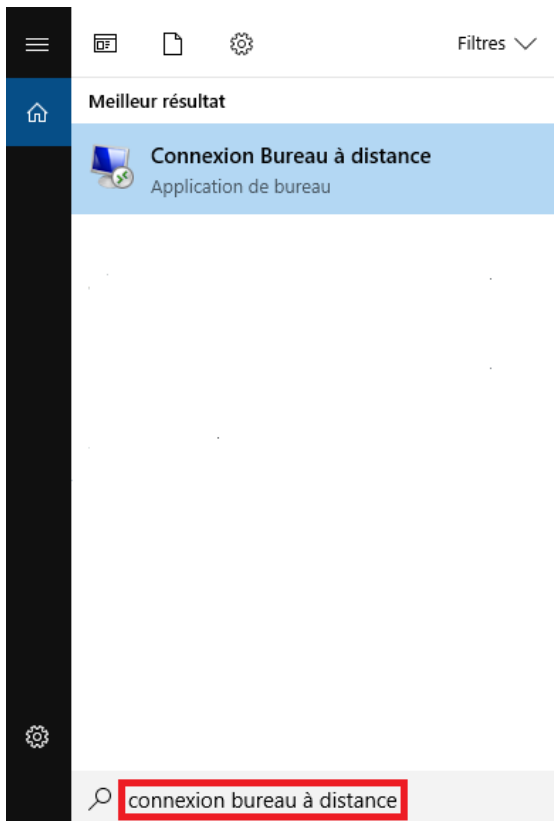 Filtres
Meilleur résultat
Connexion Bureau à distance
Application de bureau
connexion bureau à distance